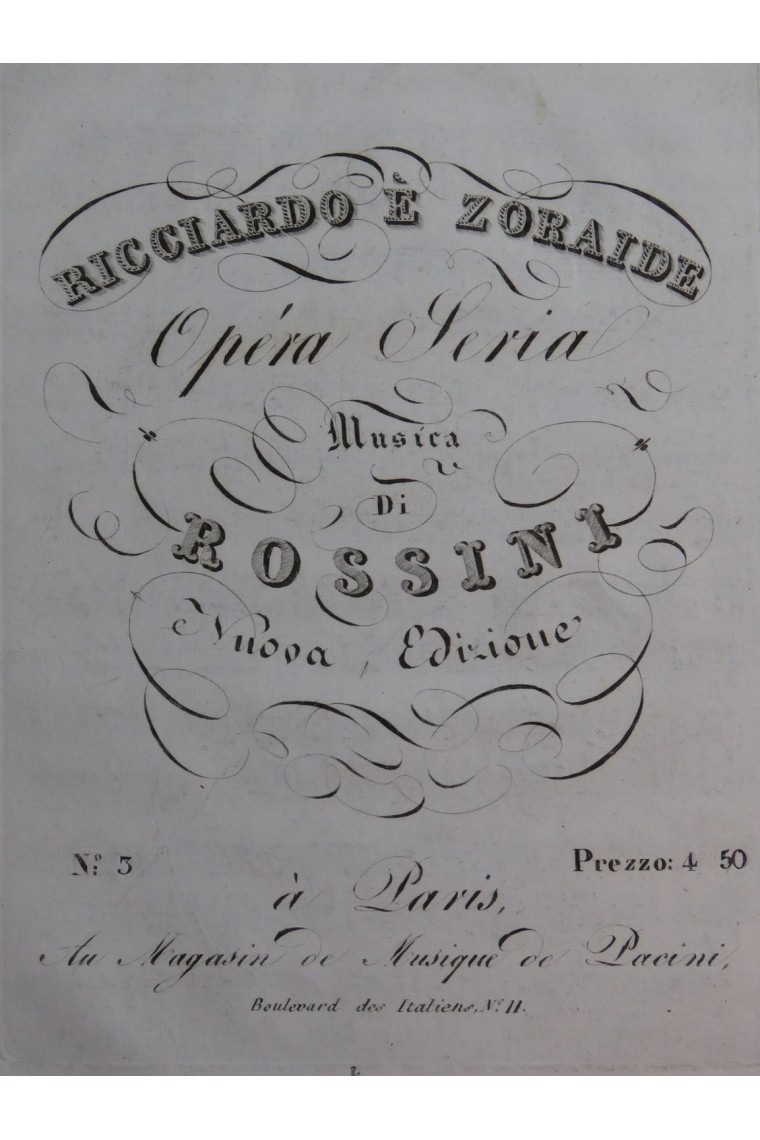 RICCIARDO È ZORAIDE
Opéra Seria
Musica
Di
ROSSINI
Nuova Edizione
N.º 3
Prezzo: 4 50
à Paris,
Au Magasin de Musique de Pacini,
Boulevard des Italiens, N.º 11.